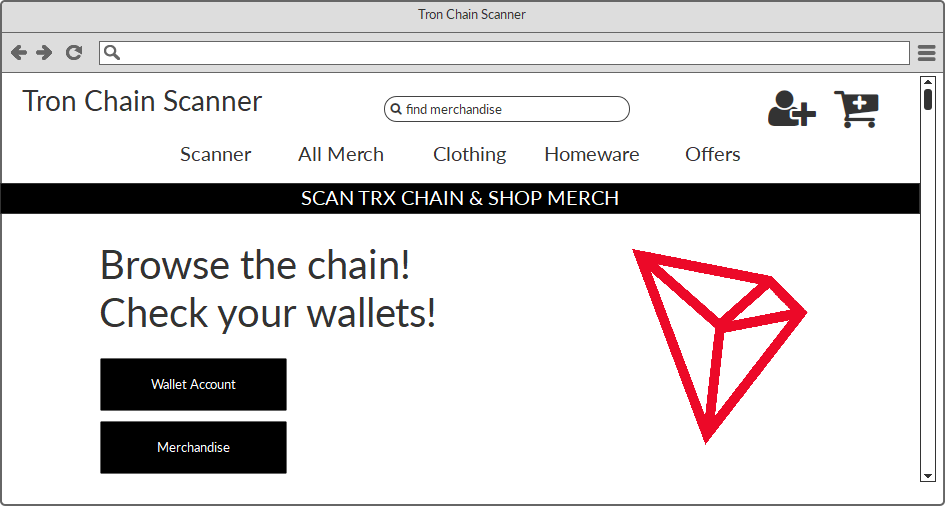 Tron Chain Scanner
Tron Chain Scanner
find merchandise
Scanner All Merch Clothing Homeware Offers
SCAN TRX CHAIN & SHOP MERCH
Browse the chain!
Check your wallets!
Wallet Account
Merchandise